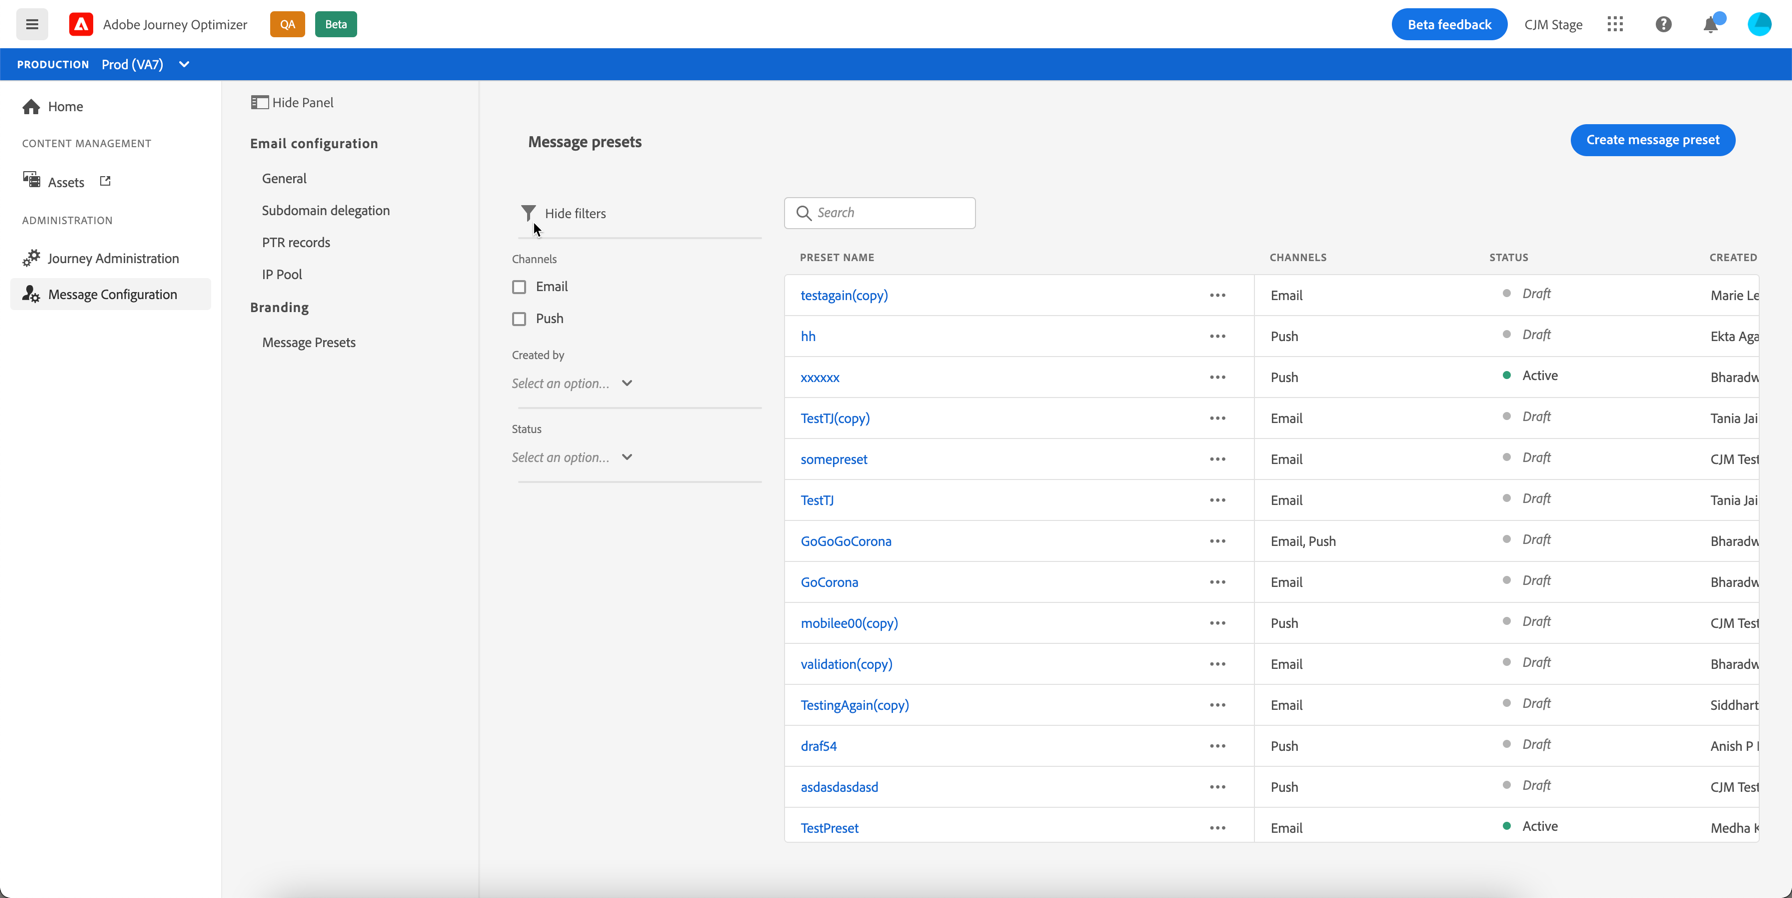 Adobe Journey Optimizer QA Beta Beta feedback CJM Stage
PRODUCTION Prod (VA7)
Home
CONTENT MANAGEMENT
Assets
ADMINISTRATION
Journey Administration
Message Configuration
Hide Panel
Email configuration
General
Subdomain delegation
PTR records
IP Pool
Branding
Message Presets
Message presets
Create message preset
Hide filters
Channels
Email
Push
Created by
Select an option...
Status
Select an option...
Search
PRESET NAME CHANNELS STATUS CREATED
testagain(copy) Email Draft Marie Le
hh Push Draft Ekta Aga
xxxxxx Push Active Bharadw
TestTJ(copy) Email Draft Tania Jai
somepreset Email Draft CJM Test
TestTJ Email Draft Tania Jai
GoGoGoCorona Email, Push Draft Bharadw
GoCorona Email Draft Bharadw
mobilee00(copy) Push Draft CJM Test
validation(copy) Email Draft Bharadw
TestingAgain(copy) Email Draft Siddhart
draf54 Push Draft Anish P
asdasdasdasd Push Draft CJM Test
TestPreset Email Active Medha K